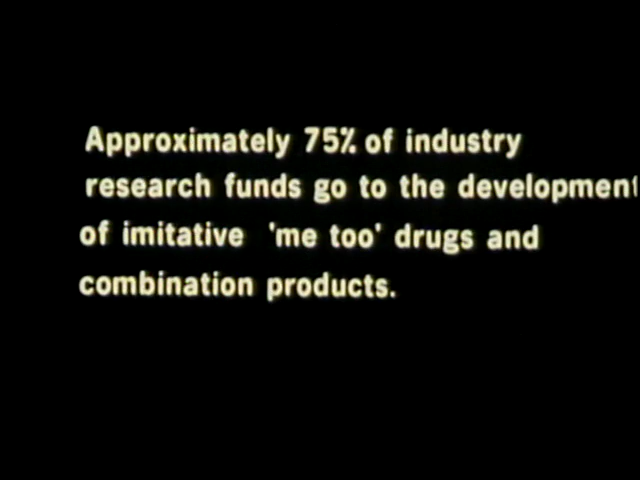 Approximately 75% of industry
research funds go to the development
of imitative 'me too' drugs and
combination products.